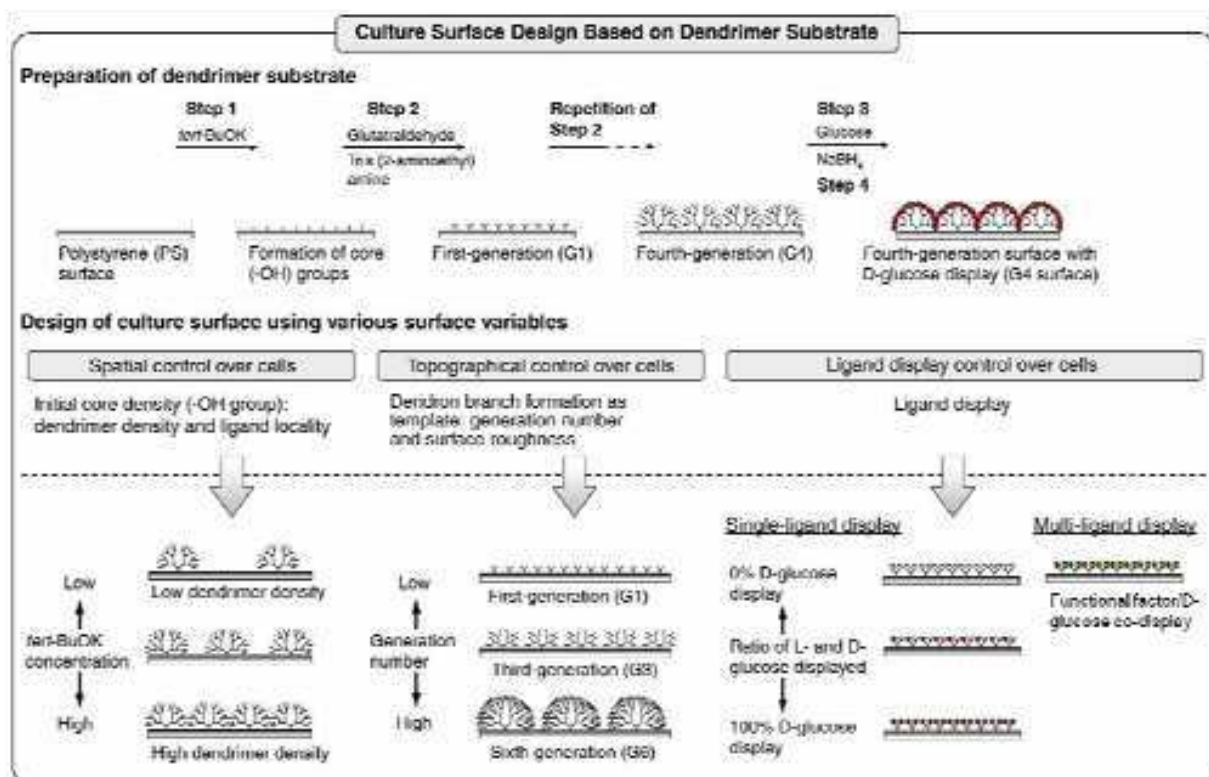 Culture Surface Design Based on Dendrimer Substrate
Preparation of dendrimer substrate
Step 1
tert-BuOK
Step 2
Glutaraldehyde
Tris (2-aminoethyl)
amine
Repetition of
Step 2
Step 3
Glucose
NaBH4
Step 4
Polystyrene (PS)
surface
Formation of core
(-OH) groups
First-generation (G1)
Fourth-generation (G4)
Fourth-generation surface with
D-glucose display (G4 surface)
Design of culture surface using various surface variables
Spatial control over cells
Initial core density (-OH group):
dendrimer density and ligand locality
Topographical control over cells
Dendron branch formation as
template: generation number
and surface roughness
Ligand display control over cells
Ligand display
Low
tert-BuOK
concentration
High
Low dendrimer density
High dendrimer density
Low
Generation
number
High
First-generation (G1)
Third-generation (G3)
Sixth generation (G6)
Single-ligand display
0% D-glucose
display
Ratio of L- and D-
glucose displayed
100% D-glucose
display
Multi-ligand display
Functional factor/D-
glucose co-display